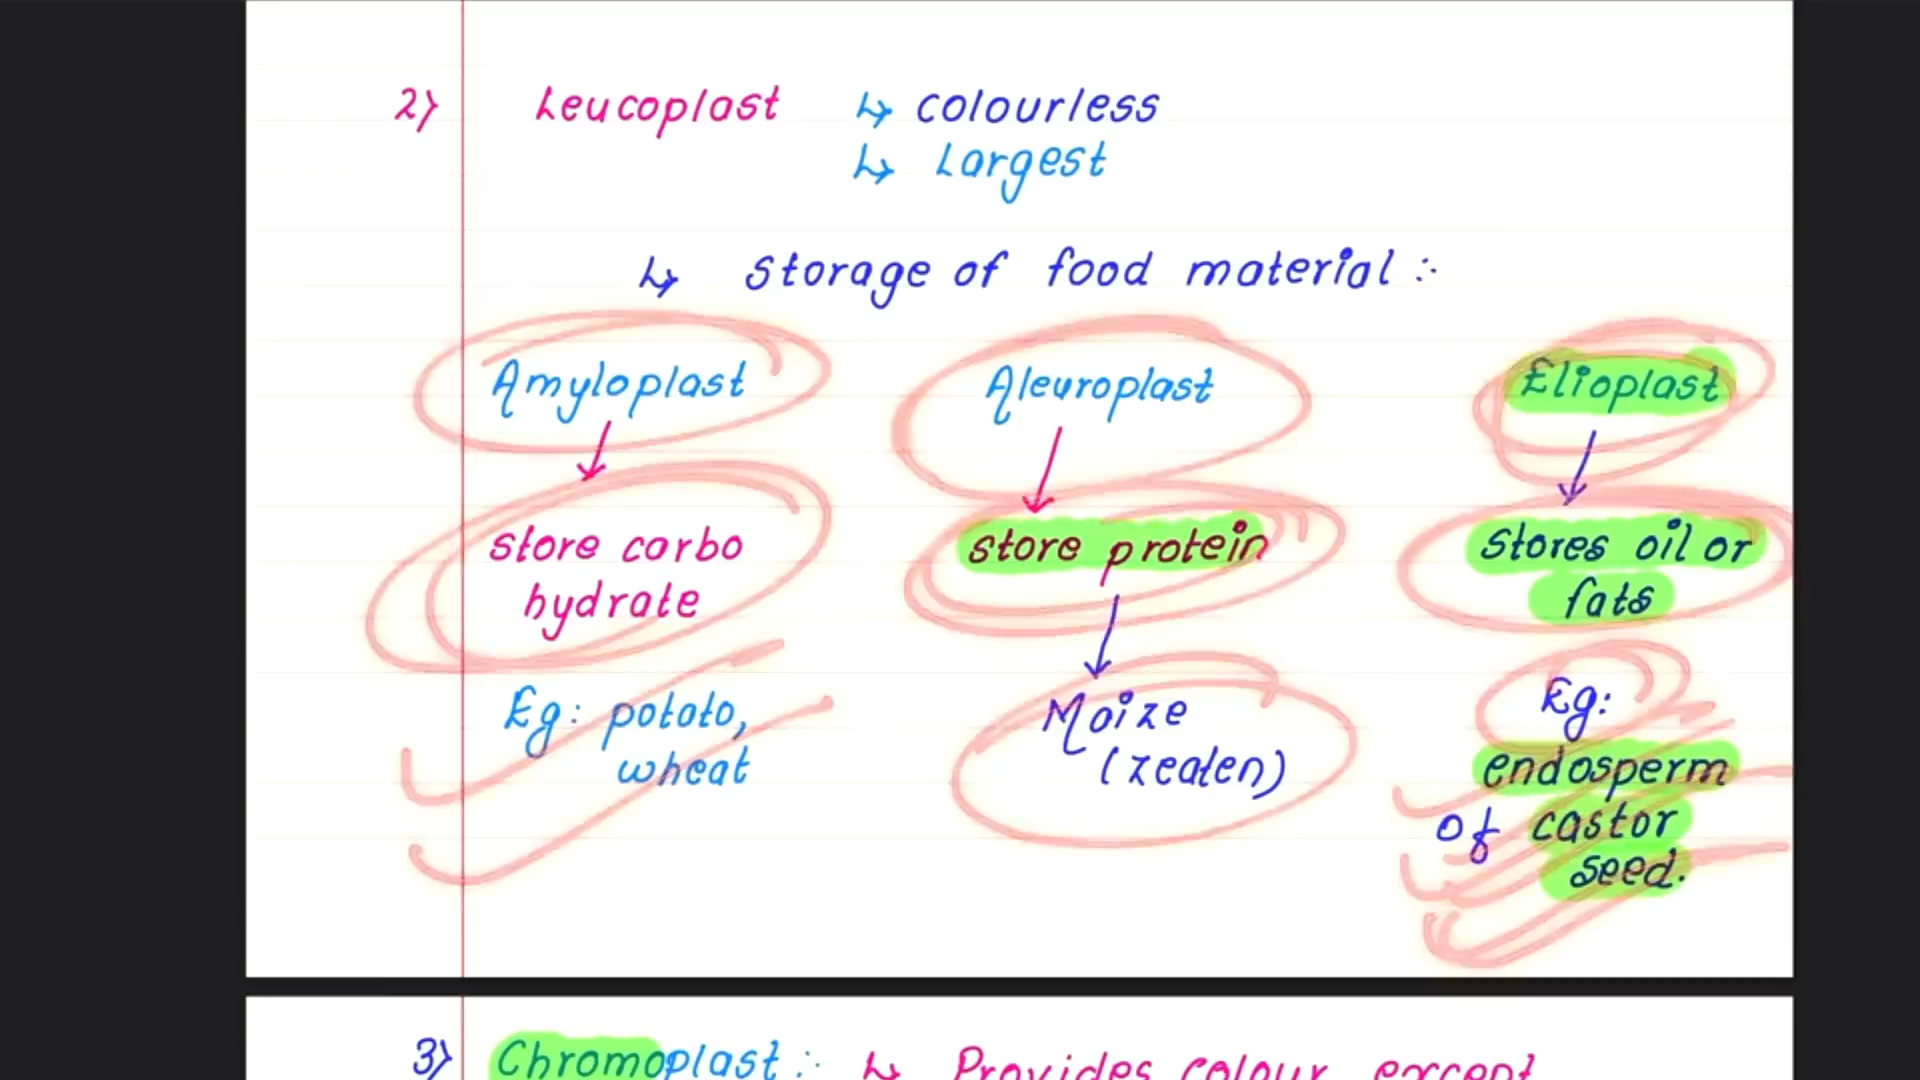 2) Leucoplast ↳ colourless
↳ Largest
↳ storage of food material :-
Amyloplast Aleuroplast Elioplast
store carbo store protein stores oil or
hydrate fats
Eg: potato, Maize Eg:
wheat (zeaten) endosperm
of castor
seed.
3) Chromoplast :- ↳ Provides colour except